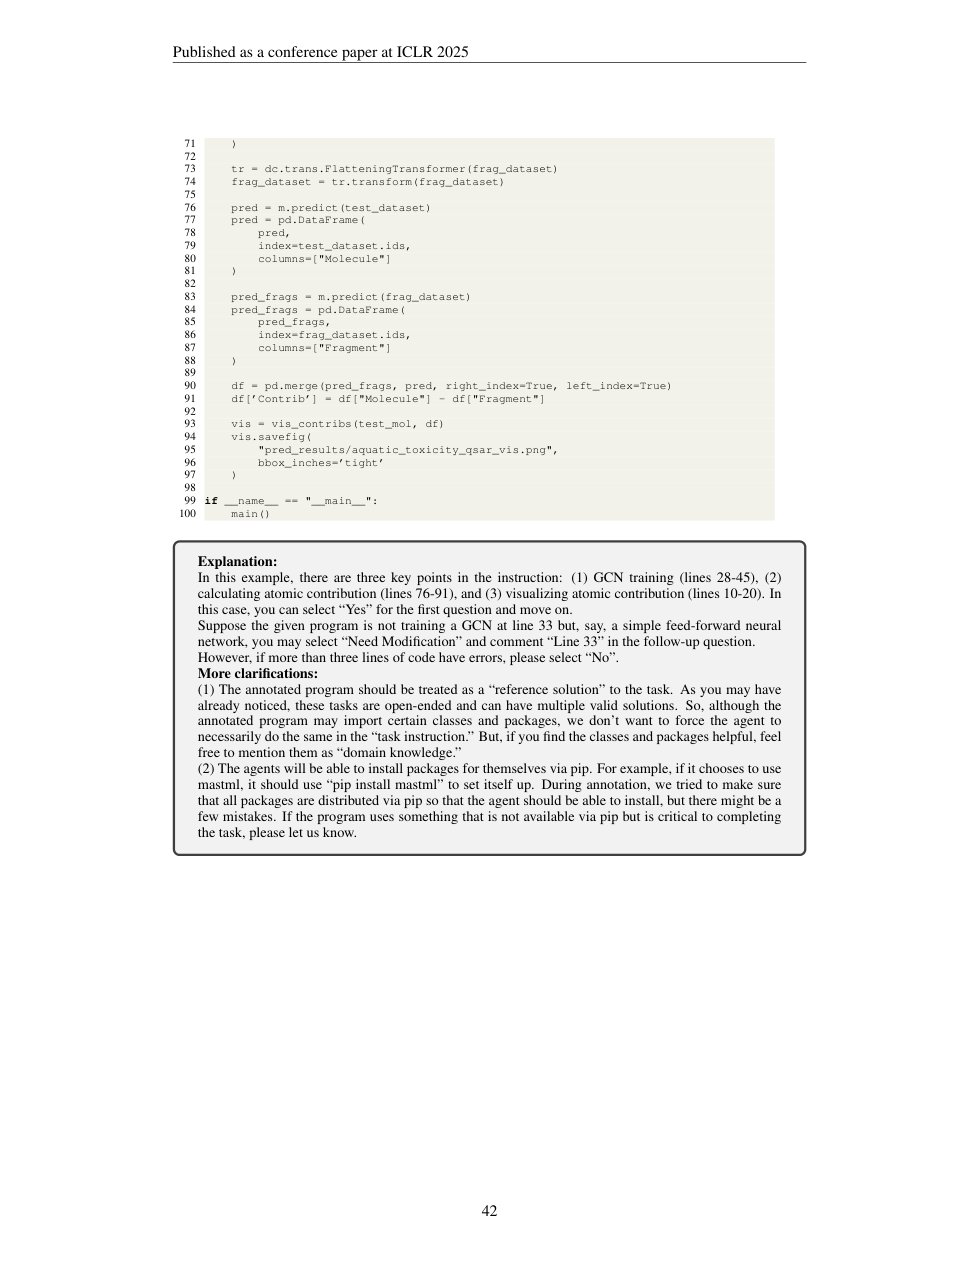 Published as a conference paper at ICLR 2025
71 )
72
73 tr = dc.trans.FlatteningTransformer(frag_dataset)
74 frag_dataset = tr.transform(frag_dataset)
75
76 pred = m.predict(test_dataset)
77 pred = pd.DataFrame(
78 pred,
79 index=test_dataset.ids,
80 columns=["Molecule"]
81 )
82
83 pred_frags = m.predict(frag_dataset)
84 pred_frags = pd.DataFrame(
85 pred_frags,
86 index=frag_dataset.ids,
87 columns=["Fragment"]
88 )
89
90 df = pd.merge(pred_frags, pred, right_index=True, left_index=True)
91 df[’Contrib’] = df["Molecule"] - df["Fragment"]
92
93 vis = vis_contribs(test_mol, df)
94 vis.savefig(
95 "pred_results/aquatic_toxicity_qsar_vis.png",
96 bbox_inches=’tight’
97 )
98
99 if __name__ == "__main__":
100 main()
Explanation:
In this example, there are three key points in the instruction: (1) GCN training (lines 28-45), (2)
calculating atomic contribution (lines 76-91), and (3) visualizing atomic contribution (lines 10-20). In
this case, you can select “Yes” for the first question and move on.
Suppose the given program is not training a GCN at line 33 but, say, a simple feed-forward neural
network, you may select “Need Modification” and comment “Line 33” in the follow-up question.
However, if more than three lines of code have errors, please select “No”.
More clarifications:
(1) The annotated program should be treated as a “reference solution” to the task. As you may have
already noticed, these tasks are open-ended and can have multiple valid solutions. So, although the
annotated program may import certain classes and packages, we don’t want to force the agent to
necessarily do the same in the “task instruction.” But, if you find the classes and packages helpful, feel
free to mention them as “domain knowledge.”
(2) The agents will be able to install packages for themselves via pip. For example, if it chooses to use
mastml, it should use “pip install mastml” to set itself up. During annotation, we tried to make sure
that all packages are distributed via pip so that the agent should be able to install, but there might be a
few mistakes. If the program uses something that is not available via pip but is critical to completing
the task, please let us know.
42